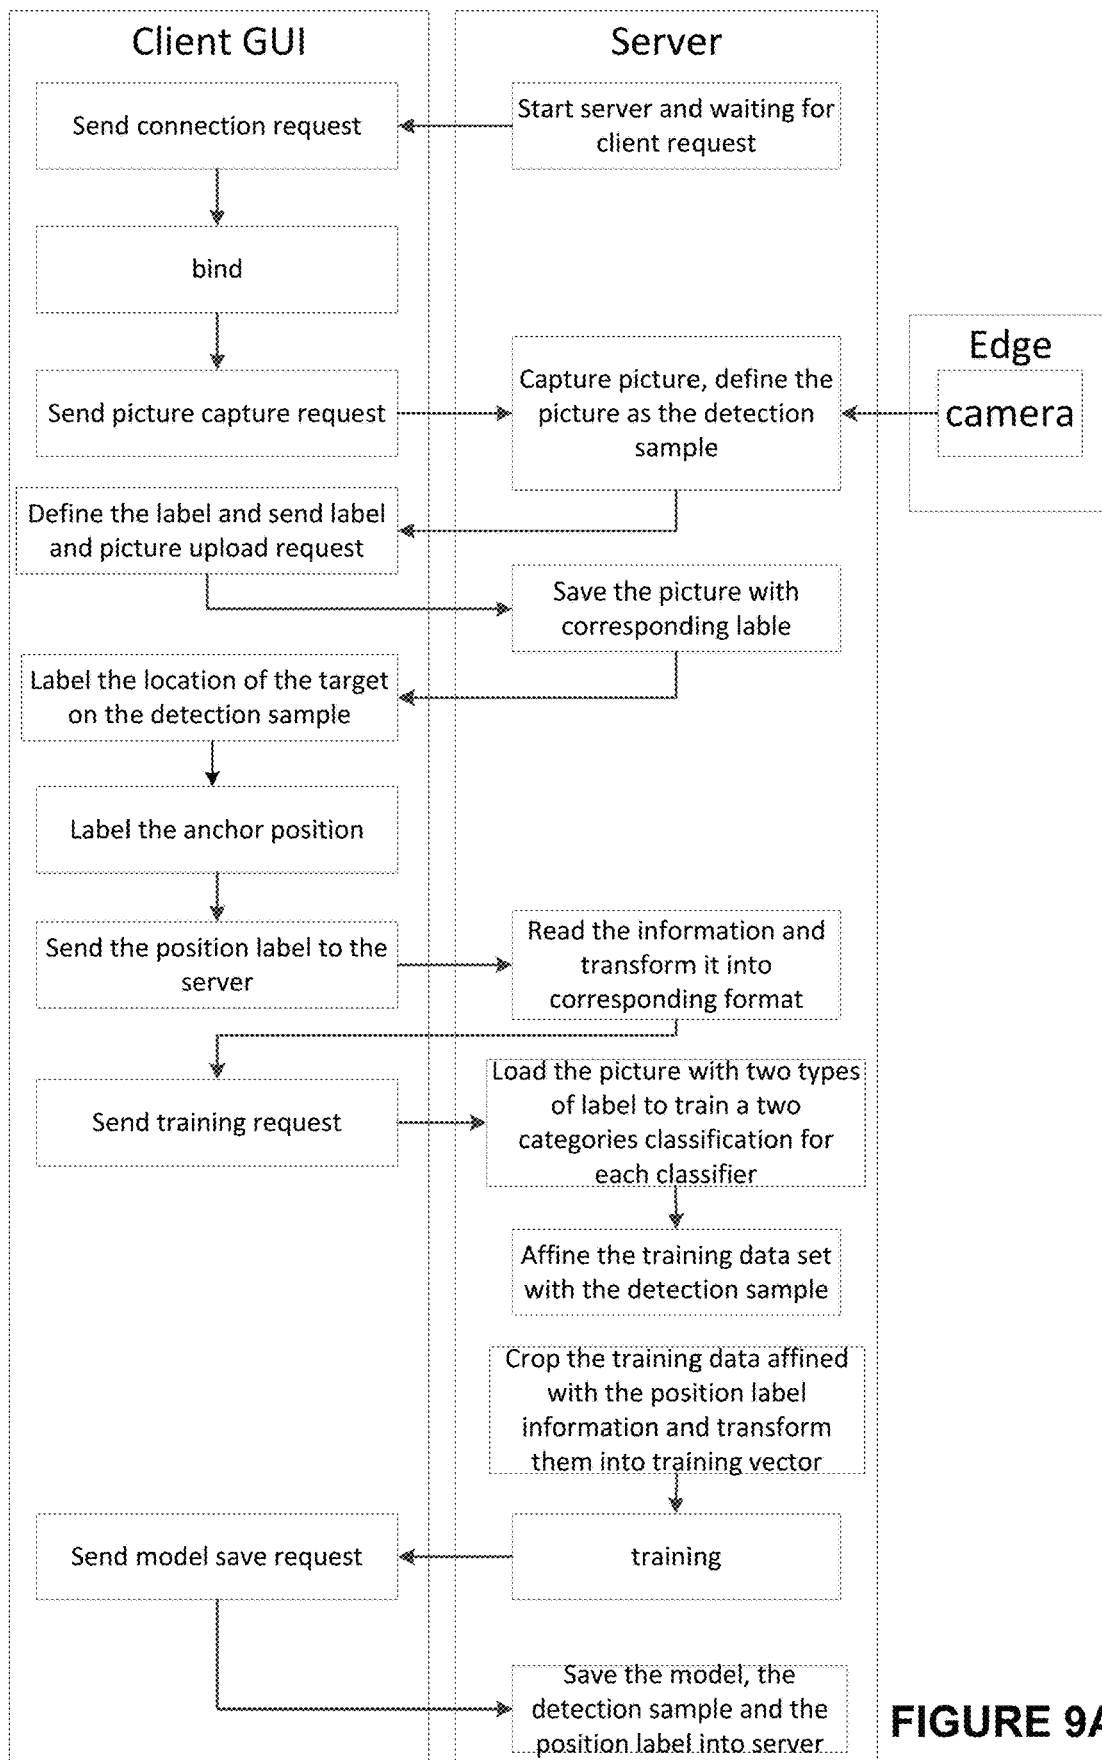 Client GUI
Server
Send connection request
Start server and waiting for
client request
bind
Edge
camera
Send picture capture request
Capture picture, define the
picture as the detection
sample
Define the label and send label
and picture upload request
Save the picture with
corresponding lable
Label the location of the target
on the detection sample
Label the anchor position
Send the position label to the
server
Read the information and
transform it into
corresponding format
Send training request
Load the picture with two types
of label to train a two
categories classification for
each classifier
Affine the training data set
with the detection sample
Crop the training data affined
with the position label
information and transform
them into training vector
training
Send model save request
Save the model, the
detection sample and the
position label into server
FIGURE 9A